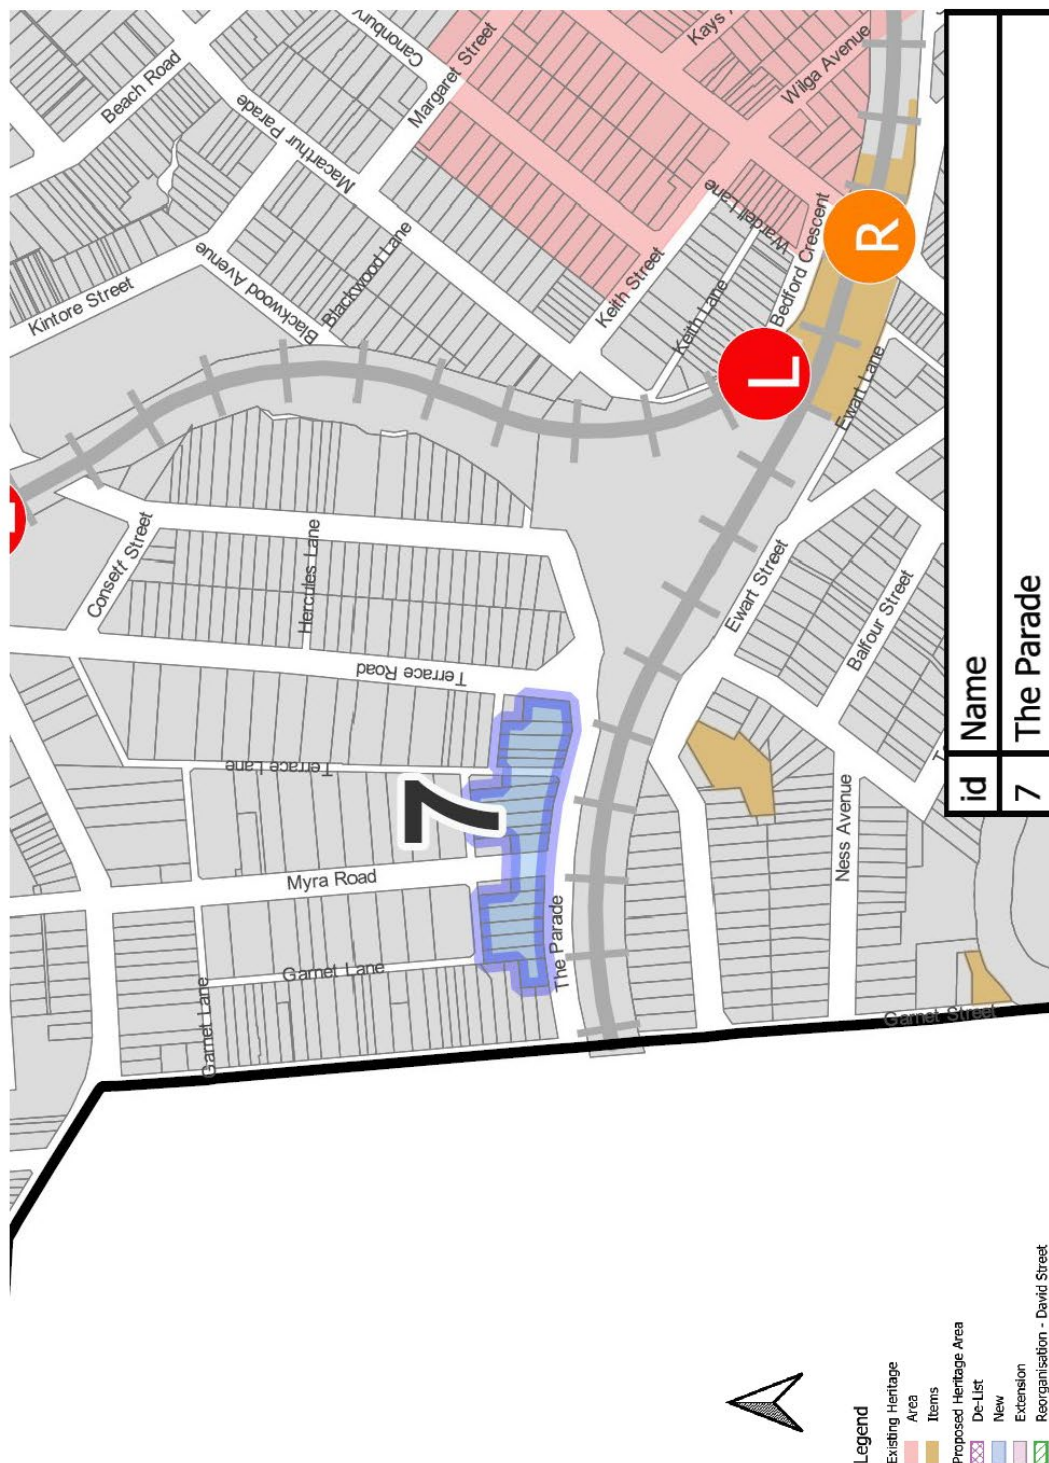 Beach Road
Canonbury
Margaret Street
Kays
Wilga Avenue
Macarthur Parade
Kintore Street
Blackwood Avenue
Blackwood Lane
Keith Street
Wardell Lane
Keith Lane
Bedford Crescent
R
L
Ewart Lane
Consett Street
Hercules Lane
Terrace Road
Ewart Street
Balfour Street
Terrace Lane
7
Myra Road
Ness Avenue
Garnet Lane
Garnet Lane
The Parade
Garnet Street
id Name
7 The Parade
Legend
Existing Heritage
Area
Items
Proposed Heritage Area
De-List
New
Extension
Reorganisation - David Street